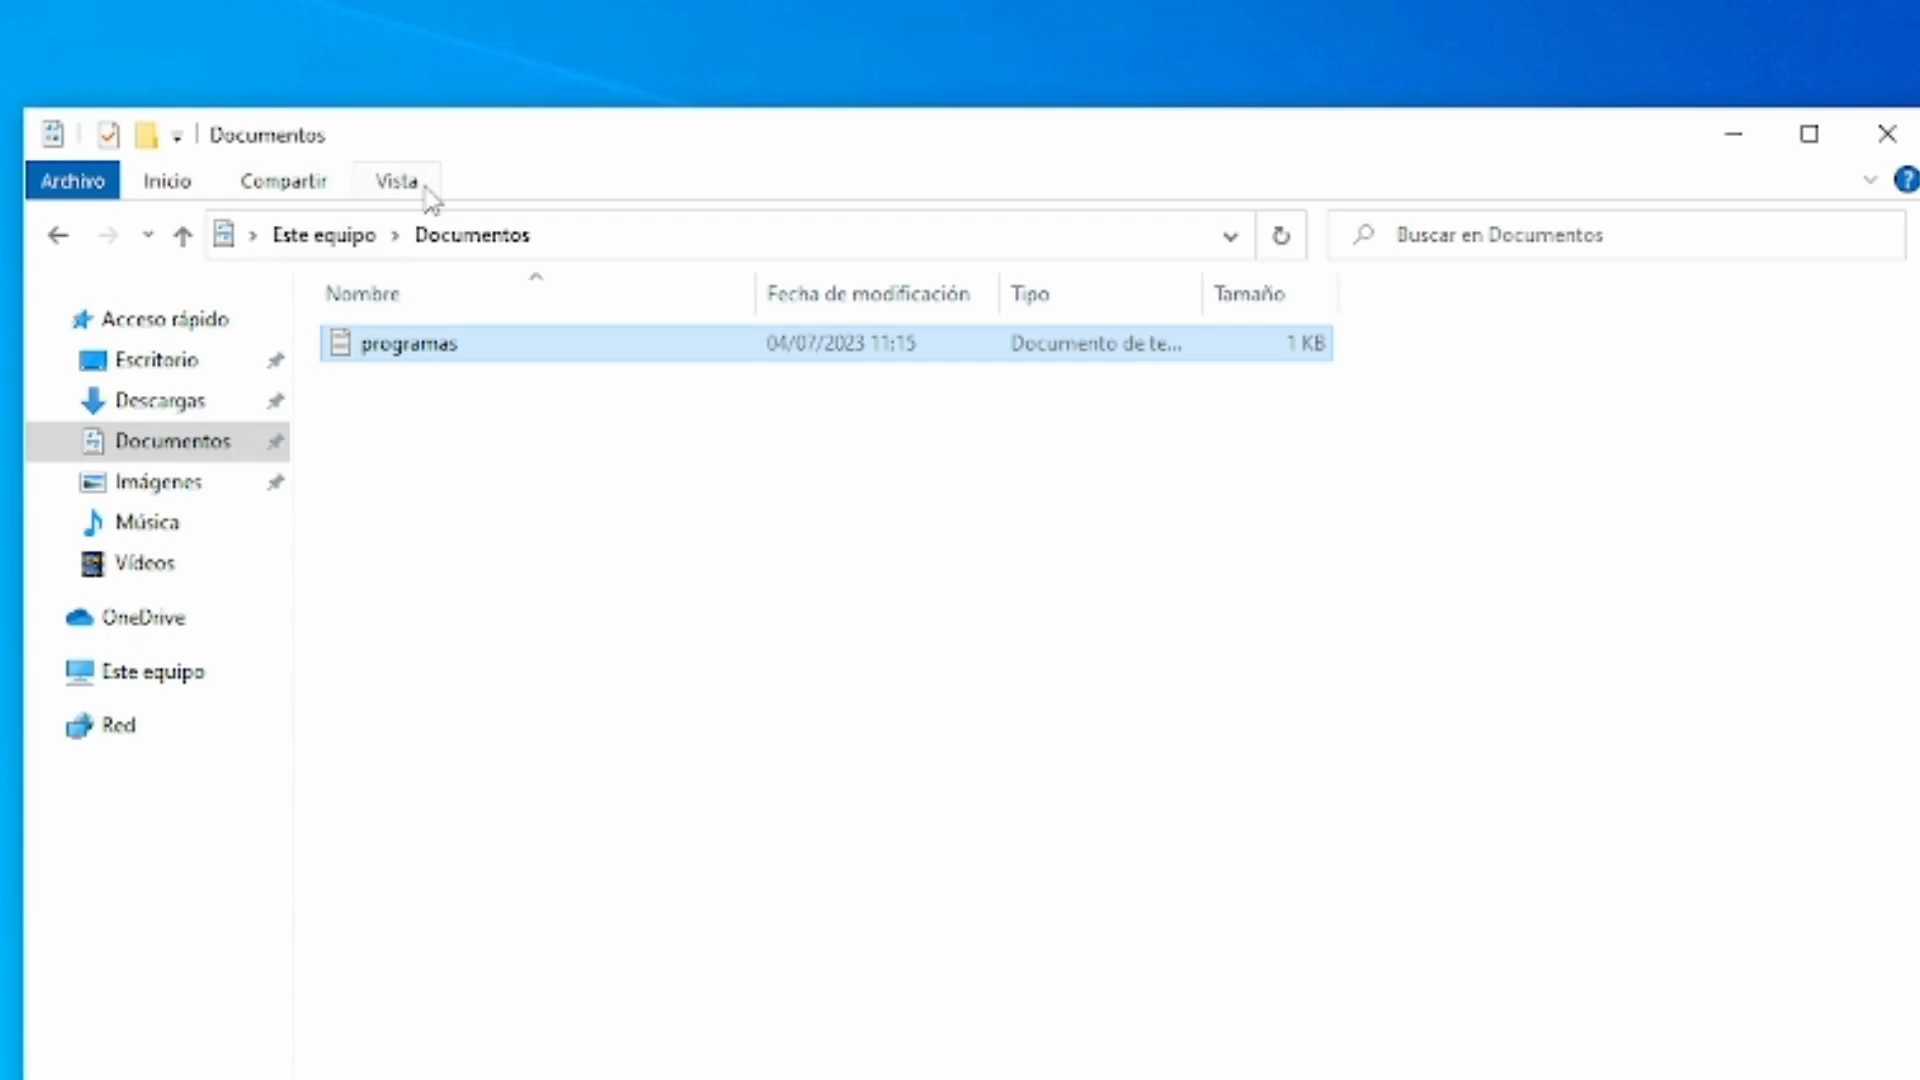 Documentos
Archivo Inicio Compartir Vista
Este equipo Documentos Buscar en Documentos
Nombre Fecha de modificación Tipo Tamaño
programas 04/07/2023 11:15 Documento de te... 1 KB
Acceso rápido
Escritorio
Descargas
Documentos
Imágenes
Música
Vídeos
OneDrive
Este equipo
Red